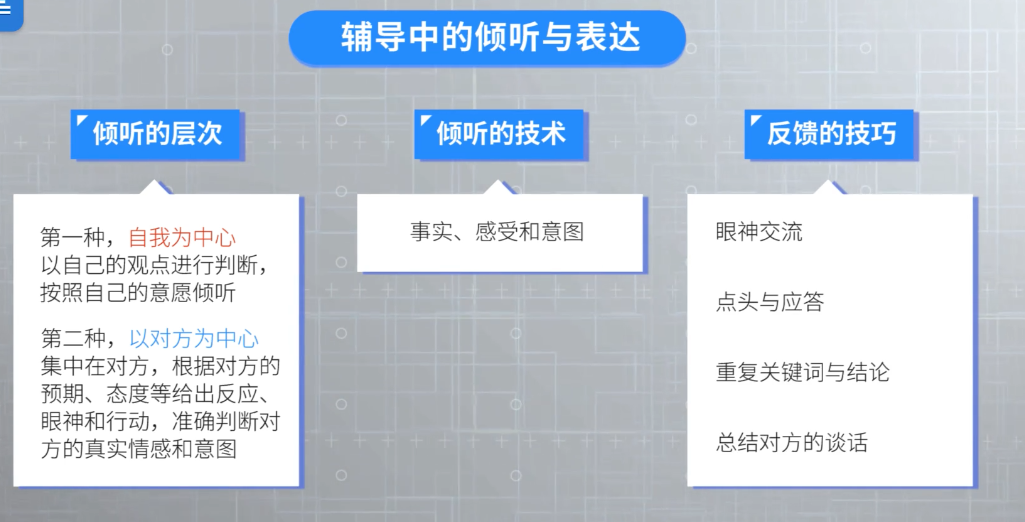 辅导中的倾听与表达
倾听的层次
第一种，自我为中心
以自己的观点进行判断，
按照自己的意愿倾听
第二种，以对方为中心
集中在对方，根据对方的
预期、态度等给出反应、
眼神和行动，准确判断对
方的真实情感和意图
倾听的技术
事实、感受和意图
反馈的技巧
眼神交流
点头与应答
重复关键词与结论
总结对方的谈话